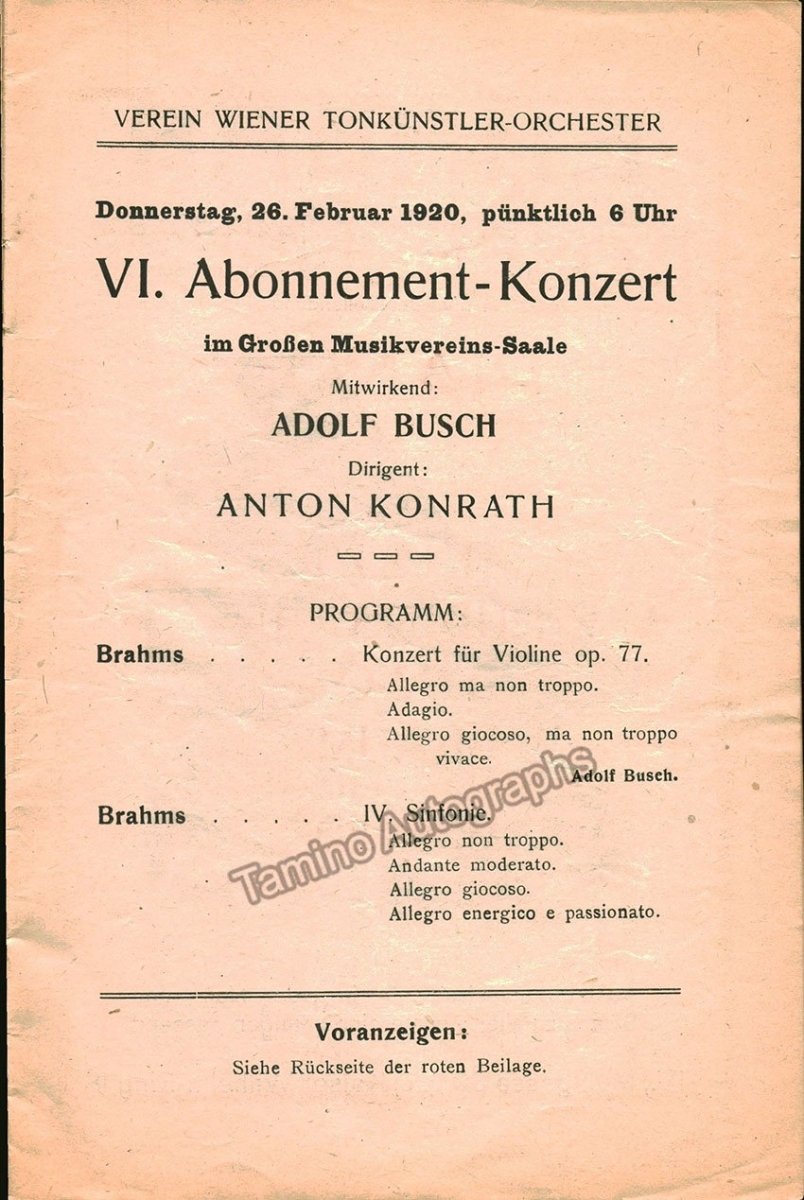 VEREIN WIENER TONKÜNSTLER-ORCHESTER
Donnerstag, 26. Februar 1920, pünktlich 6 Uhr
VI. Abonnement-Konzert
im Großen Musikvereins-Saale
Mitwirkend:
ADOLF BUSCH
Dirigent:
ANTON KONRATH
PROGRAMM:
Brahms . . . . . Konzert für Violine op. 77.
Allegro ma non troppo.
Adagio.
Allegro giocoso, ma non troppo
vivace.
Adolf Busch.
Brahms . . . . . IV. Sinfonie.
Allegro non troppo.
Andante moderato.
Allegro giocoso.
Allegro energico e passionato.
Tamino Autographs
Voranzeigen:
Siehe Rückseite der roten Beilage.